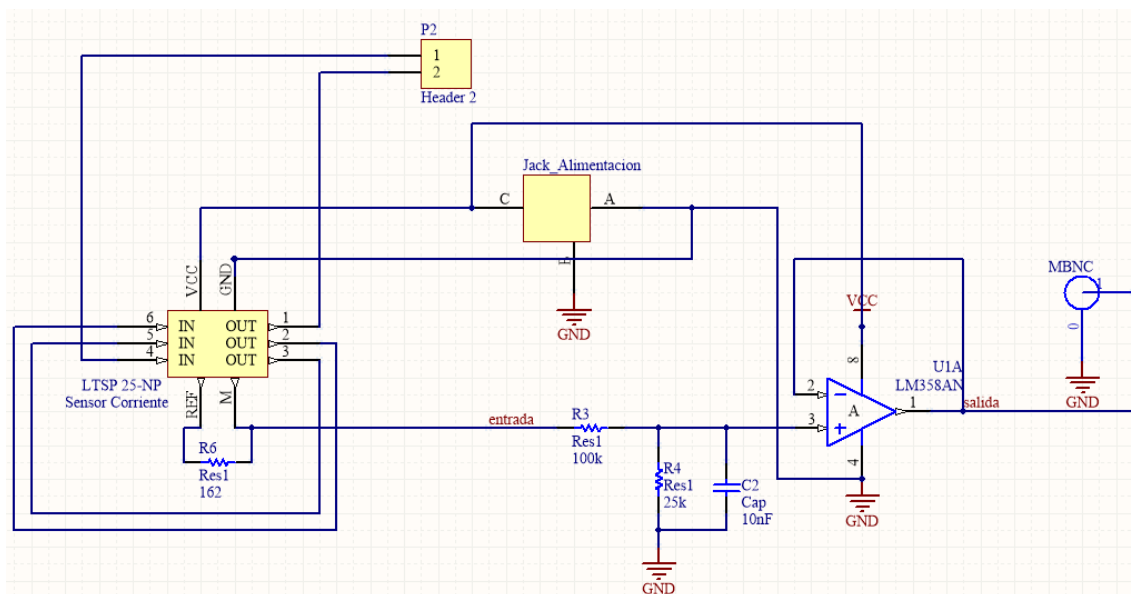 P2
1
2
Header 2
Jack_Alimentacion
C
A
B
GND
VCC
GND
6
5
4
IN
IN
IN
OUT
OUT
OUT
1
2
3
LTSP 25-NP
Sensor Corriente
REF
M
R6
Res1
162
entrada
R3
Res1
100k
R4
Res1
25k
C2
Cap
10nF
GND
VCC
8
U1A
LM358AN
2
3
A
1
salida
4
GND
MBNC
1
0
GND